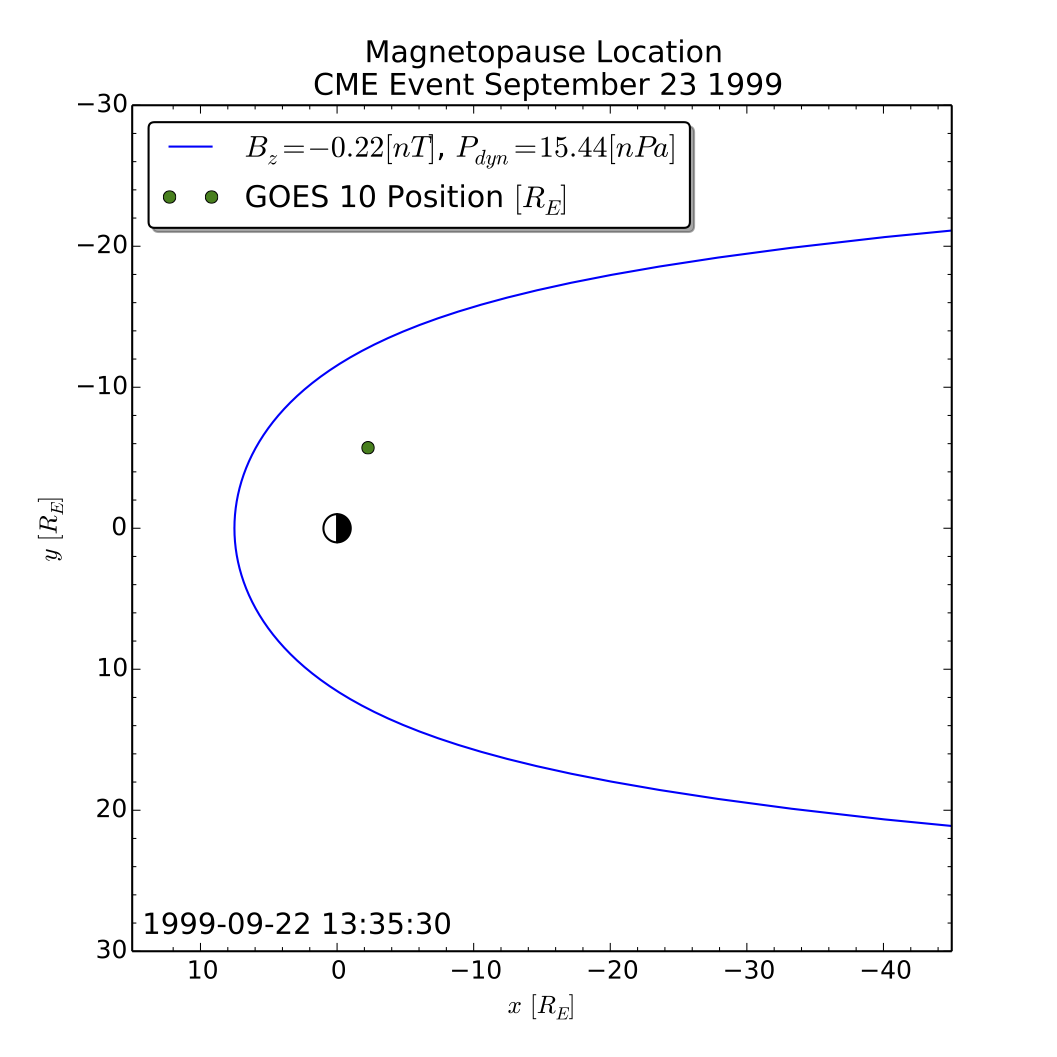 Magnetopause Location
CME Event September 23 1999
B_z=−0.22[nT], P_dyn=15.44[nPa]
GOES 10 Position [R_E]
−30
−20
−10
0
10
20
30
y [R_E]
1999-09-22 13:35:30
10 0 −10 −20 −30 −40
x [R_E]